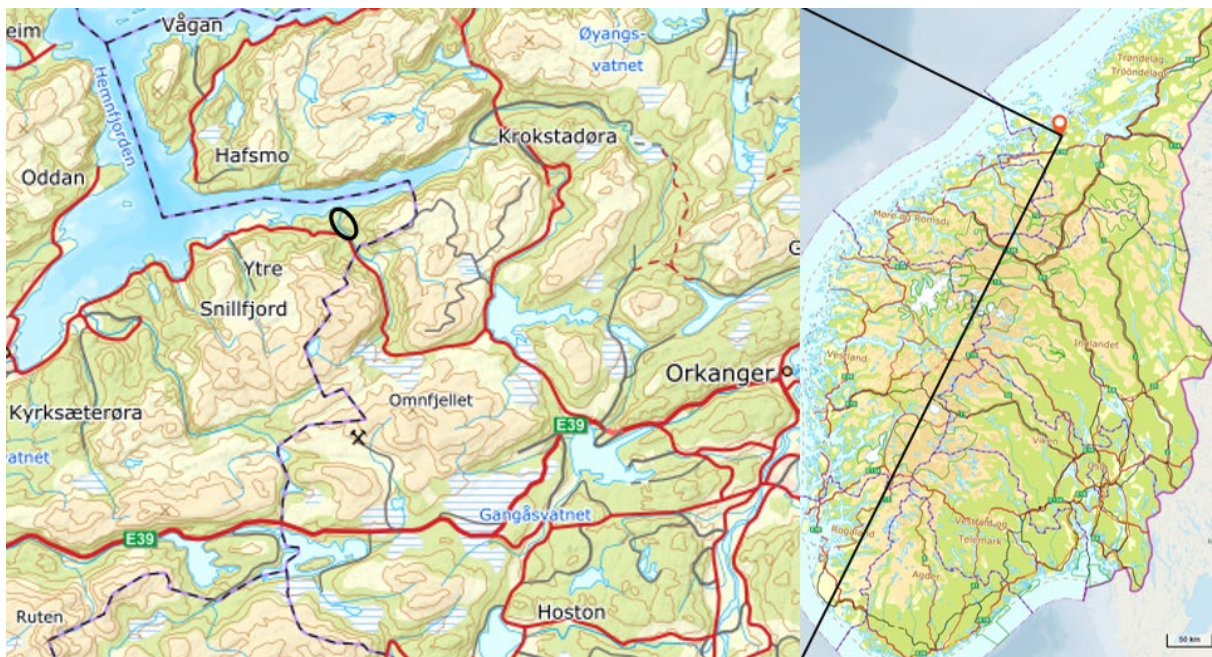 eim
Vågan
Hemnfjorden
Øyangs-
vatnet
Krokstadøra
Hafsmo
Oddan
Ytre
Snillfjord
G
Orkanger
Omnfjellet
Kyrksæterøra
vatnet
E39
Gangåsvatnet
E39
Ruten
Hoston
Trøndelag
Trööndelage
Møre og Romsdal
Innlandet
Vestland
Viken
Oslo
Vestfold og
Telemark
Rogaland
Agder
50 km